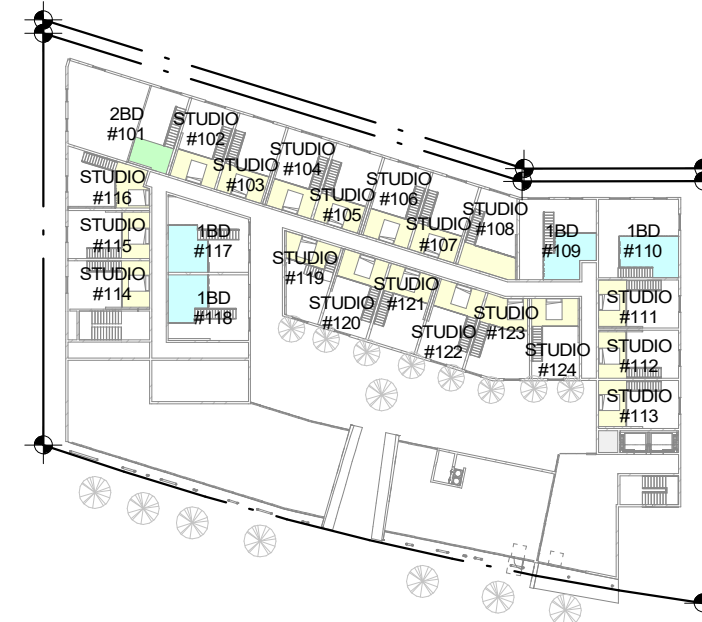 2BD
#101
STUDIO
#102
STUDIO
#103
STUDIO
#104
STUDIO
#105
STUDIO
#106
STUDIO
#107
STUDIO
#108
1BD
#109
1BD
#110
STUDIO
#111
STUDIO
#112
STUDIO
#113
STUDIO
#116
STUDIO
#115
STUDIO
#114
1BD
#117
1BD
#118
STUDIO
#119
STUDIO
#120
STUDIO
#121
STUDIO
#122
STUDIO
#123
STUDIO
#124